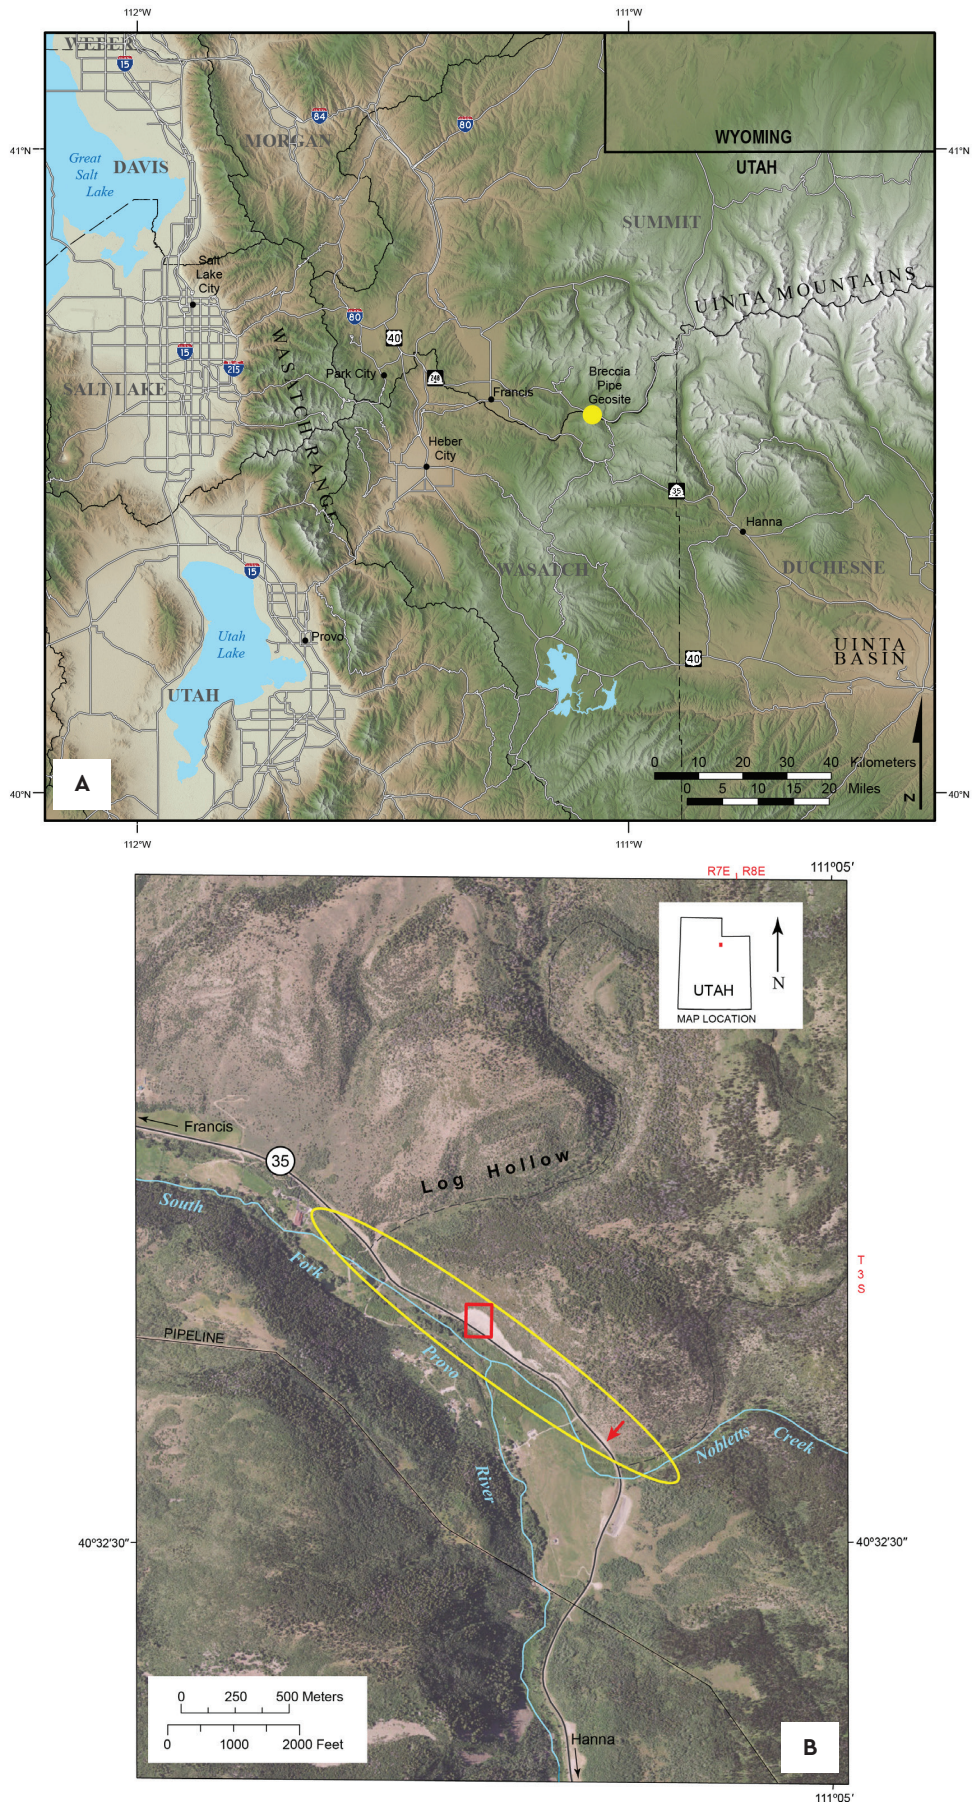 112°W
111°W
WEBER
15
84
80
MORGAN
WYOMING
41°N
41°N
UTAH
Great
Salt
Lake
DAVIS
SUMMIT
Salt
Lake
City
UINTA MOUNTAINS
80
40
15
215
WASATCH RANGE
Park City
248
Breccia
Pipe
Geosite
SALT LAKE
Francis
Heber
City
35
Hanna
WASATCH
DUCHESNE
15
Utah
Lake
Provo
UINTA
BASIN
40
UTAH
0 10 20 30 40 Kilometers
0 5 10 15 20 Miles
A
N
40°N
40°N
112°W
111°W
R7E R8E
111°05'
UTAH
MAP LOCATION
N
Francis
35
Log Hollow
South
Fork
T
3
S
PIPELINE
Provo
Nobletts
Creek
River
40°32'30"
40°32'30"
0 250 500 Meters
0 1000 2000 Feet
Hanna
B
111°05'